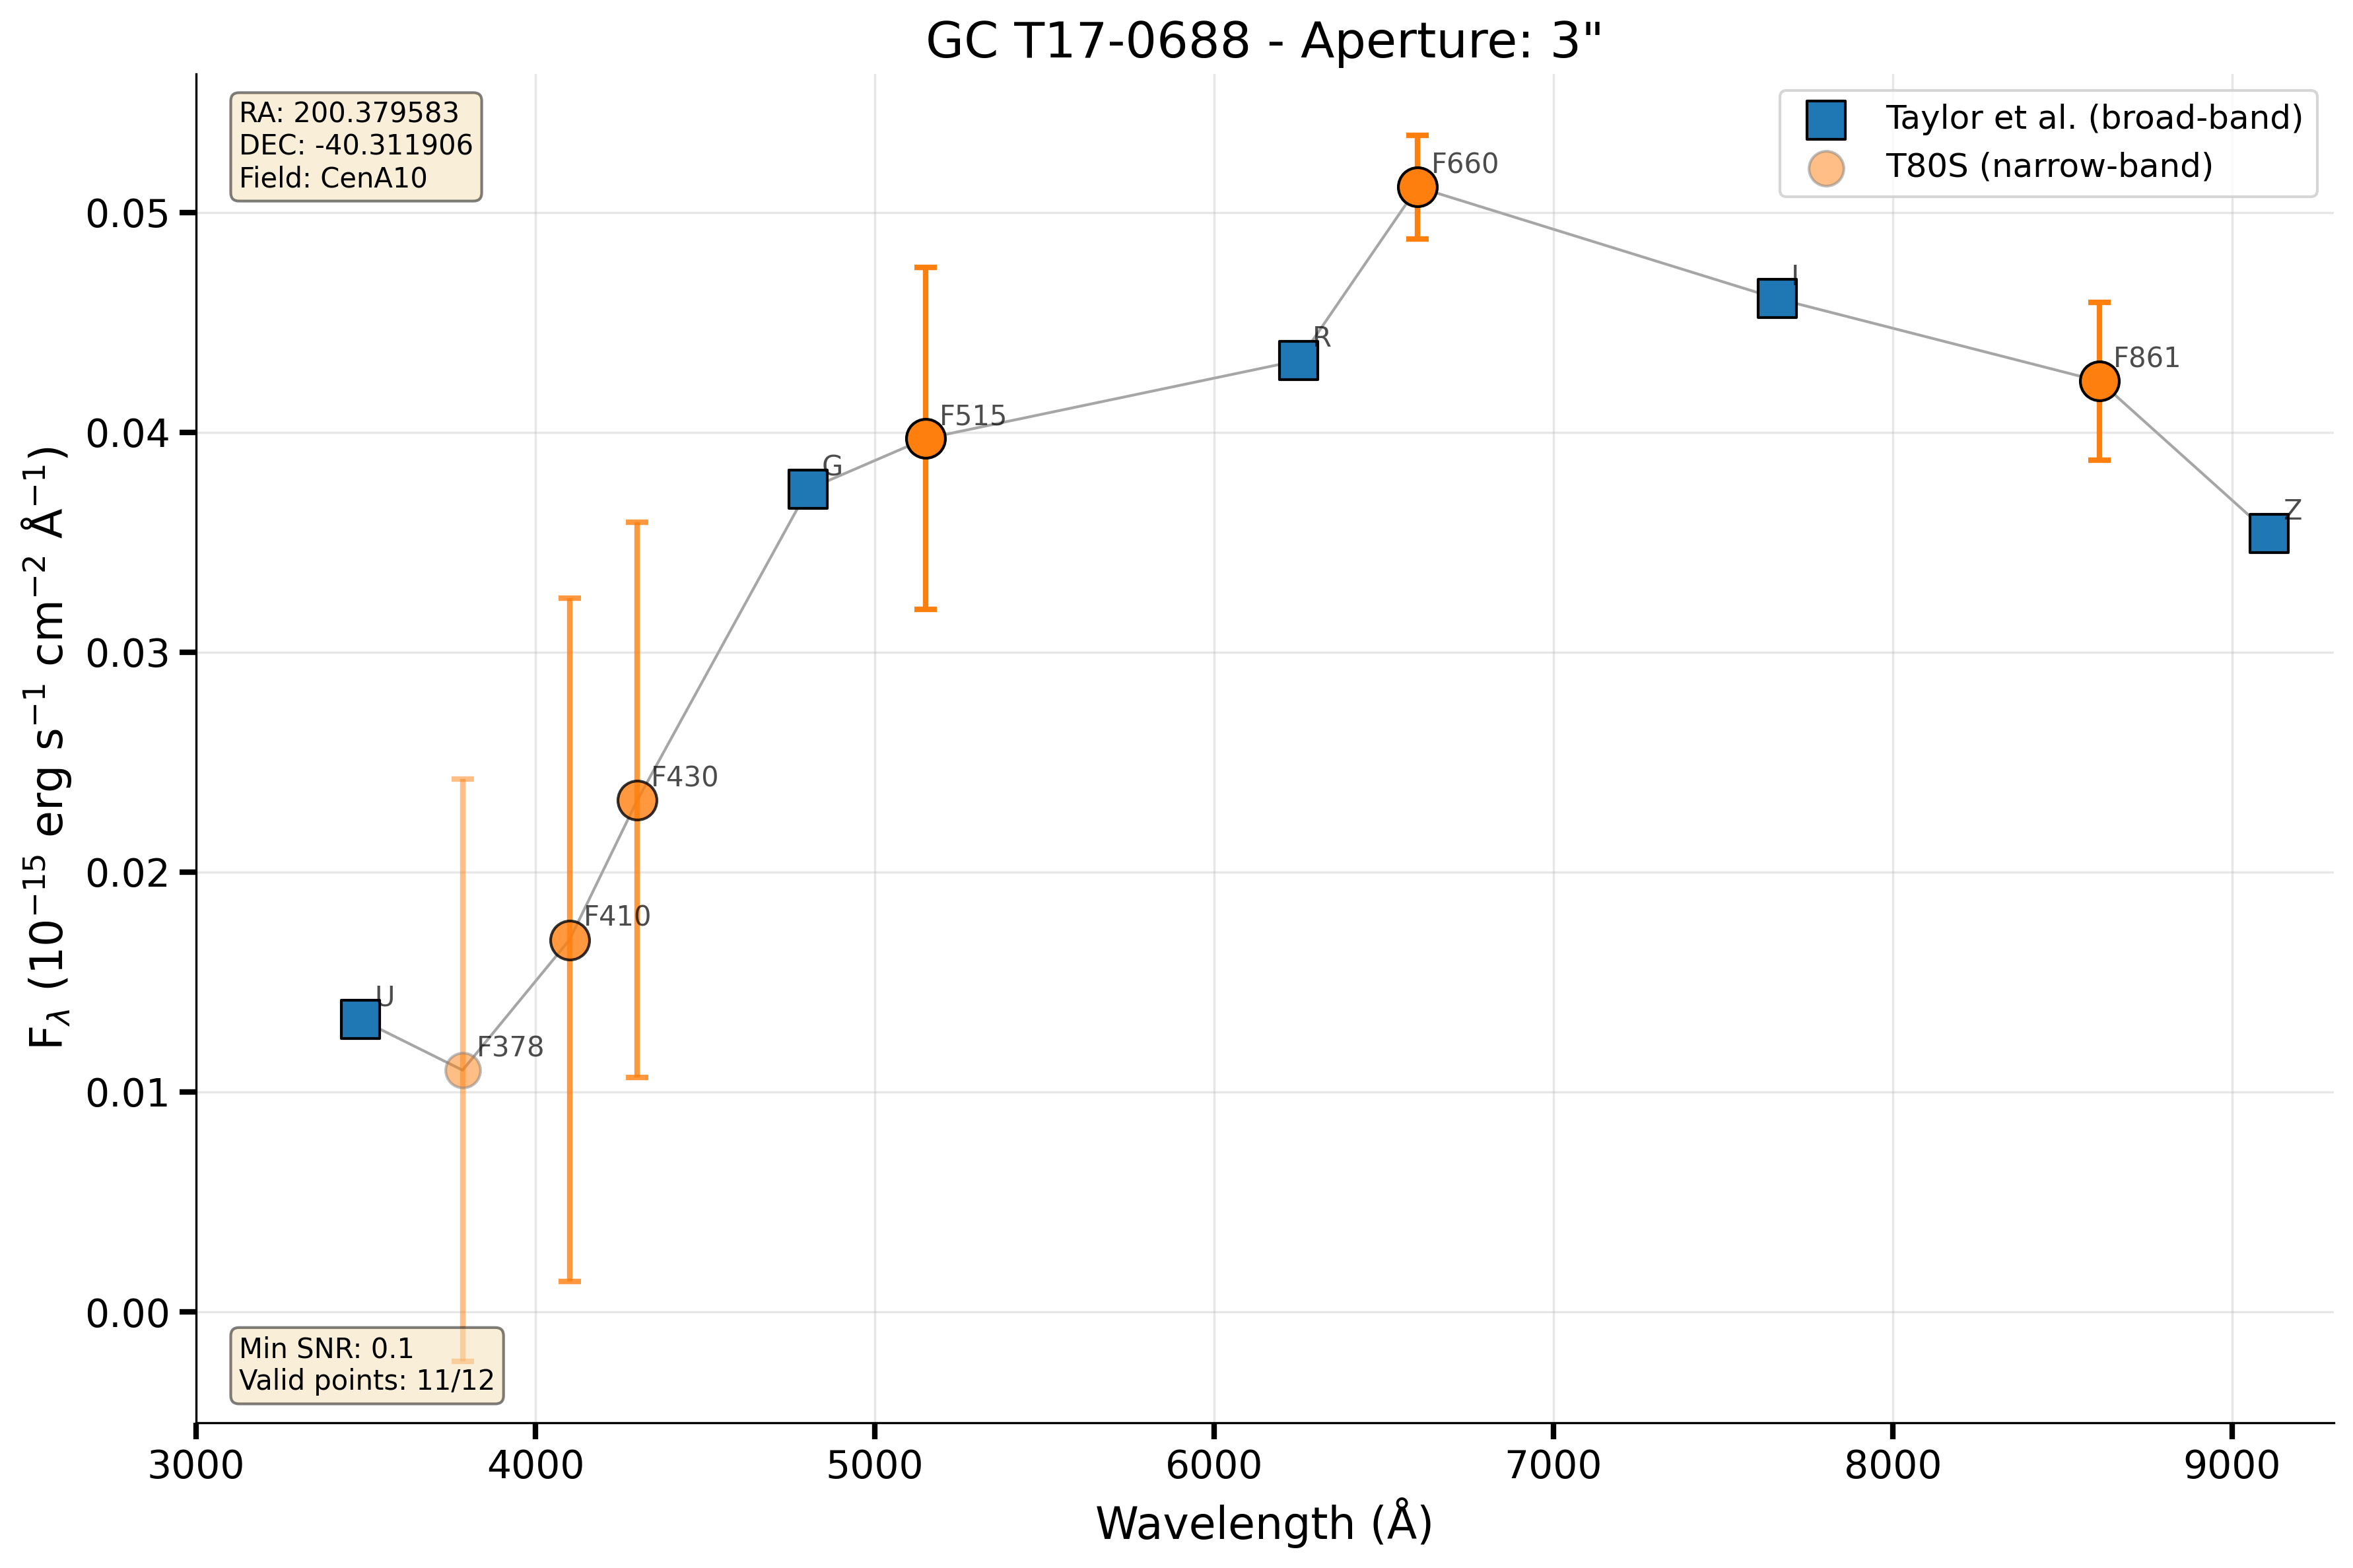 GC T17-0688 - Aperture: 3"
RA: 200.379583
DEC: -40.311906
Field: CenA10
Taylor et al. (broad-band)
T80S (narrow-band)
F660
I
R
F861
F515
G
Z
F430
F410
U
F378
Min SNR: 0.1
Valid points: 11/12
0.05
0.04
0.03
0.02
0.01
0.00
F_λ (10⁻¹⁵ erg s⁻¹ cm⁻² Å⁻¹)
3000 4000 5000 6000 7000 8000 9000
Wavelength (Å)